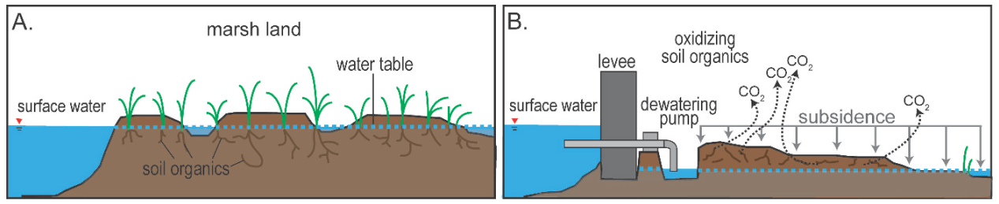 A.
marsh land
water table
surface water
soil organics
B.
oxidizing
soil organics
levee
CO₂
CO₂
CO₂
surface water
dewatering
pump
CO₂
subsidence